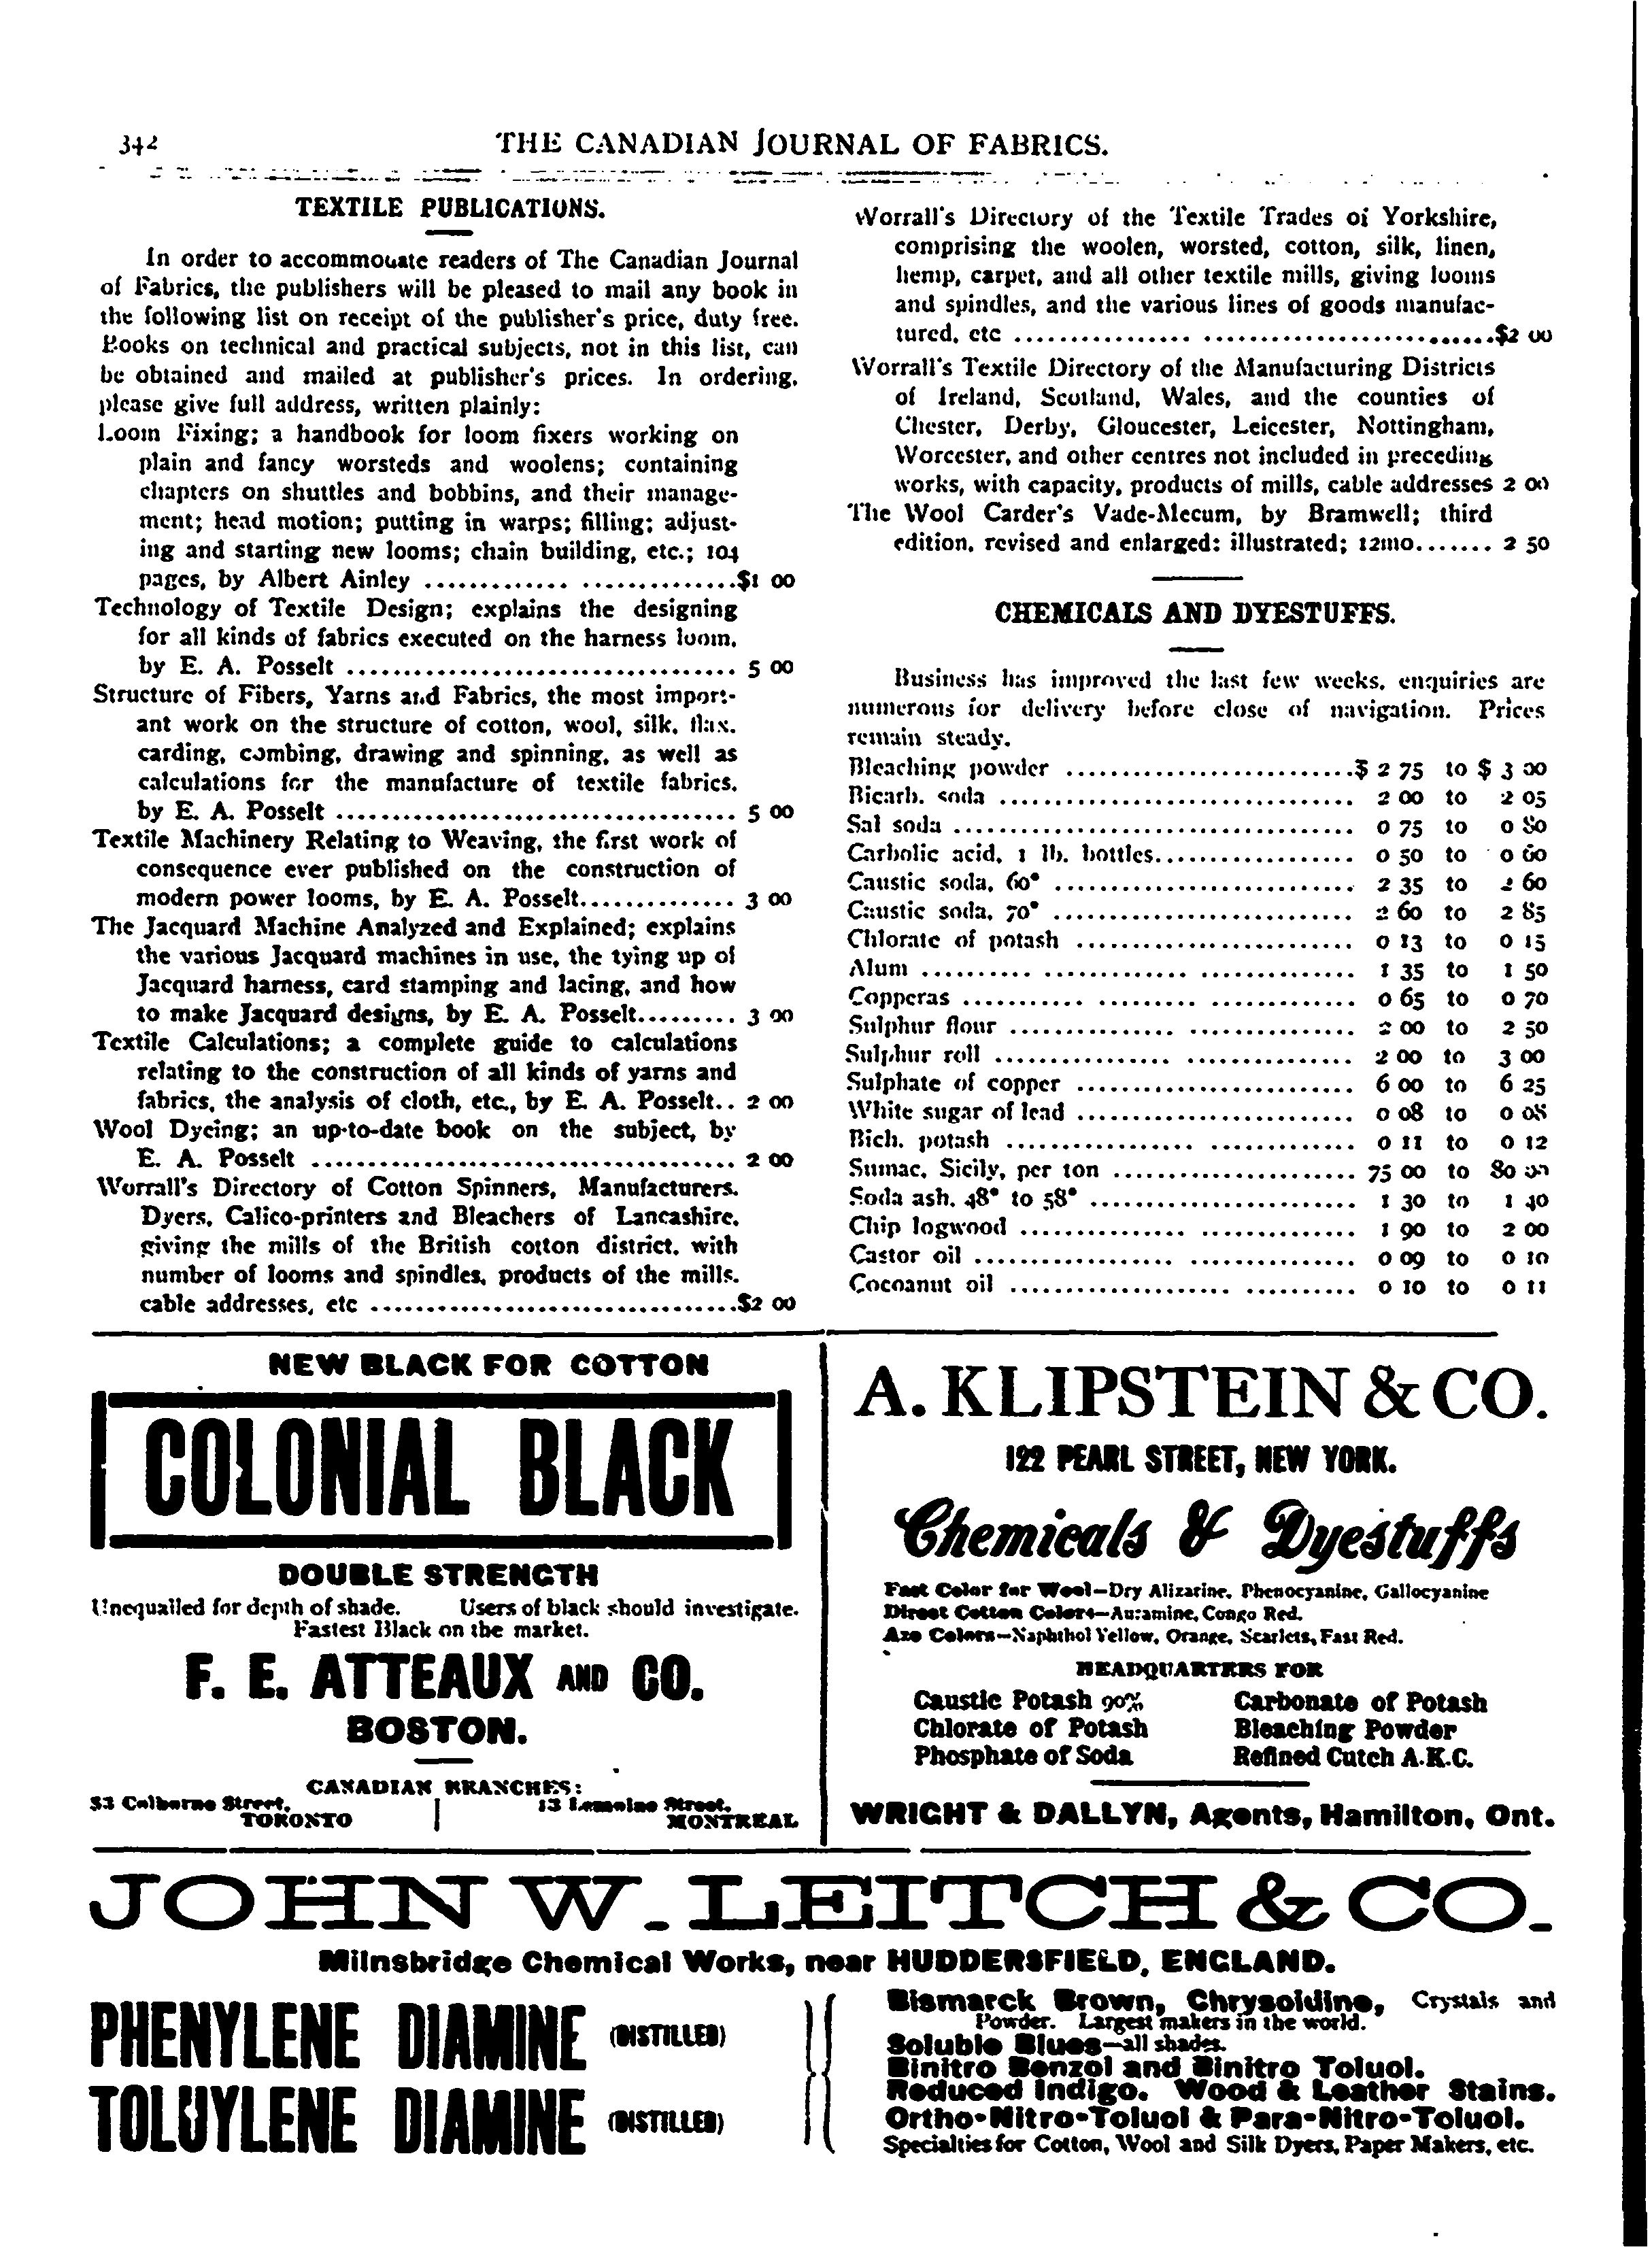 342 THE CANADIAN JOURNAL OF FABRICS.
TEXTILE PUBLICATIONS.
In order to accommodate readers of The Canadian Journal
of Fabrics, the publishers will be pleased to mail any book in
the following list on receipt of the publisher's price, duty free.
Books on technical and practical subjects, not in this list, can
be obtained and mailed at publisher's prices. In ordering,
please give full address, written plainly:
Loom Fixing; a handbook for loom fixers working on
plain and fancy worsteds and woolens; containing
chapters on shuttles and bobbins, and their manage-
ment; head motion; putting in warps; filling; adjust-
ing and starting new looms; chain building, etc.; 104
pages, by Albert Ainley ........................... $1 00
Technology of Textile Design; explains the designing
for all kinds of fabrics executed on the harness loom,
by E. A. Posselt ................................. 5 00
Structure of Fibers, Yarns and Fabrics, the most import-
ant work on the structure of cotton, wool, silk, flax,
carding, combing, drawing and spinning, as well as
calculations for the manufacture of textile fabrics,
by E. A. Posselt ................................. 5 00
Textile Machinery Relating to Weaving, the first work of
consequence ever published on the construction of
modern power looms, by E. A. Posselt.............. 3 00
The Jacquard Machine Analyzed and Explained; explains
the various Jacquard machines in use, the tying up of
Jacquard harness, card stamping and lacing, and how
to make Jacquard designs, by E. A. Posselt......... 3 00
Textile Calculations; a complete guide to calculations
relating to the construction of all kinds of yarns and
fabrics, the analysis of cloth, etc., by E. A. Posselt.. 2 00
Wool Dyeing; an up-to-date book on the subject, by
E. A. Posselt .................................... 2 00
Worrall's Directory of Cotton Spinners, Manufacturers,
Dyers, Calico-printers and Bleachers of Lancashire,
giving the mills of the British cotton district, with
number of looms and spindles, products of the mills,
cable addresses, etc ................................$2 00
Worrall's Directory of the Textile Trades of Yorkshire,
comprising the woolen, worsted, cotton, silk, linen,
hemp, carpet, and all other textile mills, giving looms
and spindles, and the various lines of goods manufac-
tured, etc ..........................................$2 00
Worrall's Textile Directory of the Manufacturing Districts
of Ireland, Scotland, Wales, and the counties of
Chester, Derby, Gloucester, Leicester, Nottingham,
Worcester, and other centres not included in preceding
works, with capacity, products of mills, cable addresses 2 00
The Wool Carder's Vade-Mecum, by Bramwell; third
edition, revised and enlarged: illustrated; 12mo....... 2 50
CHEMICALS AND DYESTUFFS.
Business has improved the last few weeks, enquiries are
numerous for delivery before close of navigation. Prices
remain steady.
Bleaching powder .........................$ 2 75 to $ 3 00
Bicarb. soda ............................... 2 00 to 2 05
Sal soda ................................... 0 75 to 0 80
Carbolic acid, 1 lb. bottles................. 0 50 to 0 60
Caustic soda, 60° .......................... 2 35 to 2 60
Caustic soda, 70° .......................... 2 60 to 2 85
Chlorate of potash ........................ 0 13 to 0 15
Alum ...................................... 1 35 to 1 50
Copperas .................................. 0 65 to 0 70
Sulphur flour .............................. 2 00 to 2 50
Sulphur roll ............................... 2 00 to 3 00
Sulphate of copper ........................ 6 00 to 6 25
White sugar of lead ......................... 0 08 to 0 08
Bich. potash .............................. 0 11 to 0 12
Sumac, Sicily, per ton ..................... 75 00 to 80 00
Soda ash, 48° to 58° ....................... 1 30 to 1 40
Chip logwood .............................. 1 90 to 2 00
Castor oil ................................. 0 09 to 0 10
Cocoanut oil .............................. 0 10 to 0 11
NEW BLACK FOR COTTON
COLONIAL BLACK
DOUBLE STRENGTH
Unequalled for depth of shade. Users of black should investigate.
Fastest Black on the market.
F. E. ATTEAUX AND CO.
BOSTON.
CANADIAN BRANCHES:
53 Colborne Street, 13 Lemoine Street,
TORONTO MONTREAL
A. KLIPSTEIN & CO.
122 PEARL STREET, NEW YORK.
Chemicals & Dyestuffs
Fast Color for Wool—Dry Alizarine, Phenocyanine, Gallocyanine
Direct Cotton Colors—Auramine, Congo Red.
Azo Colors—Naphthol Yellow, Orange, Scarlets, Fast Red.
HEADQUARTERS FOR
Caustic Potash 90% Carbonate of Potash
Chlorate of Potash Bleaching Powder
Phosphate of Soda Refined Cutch A.K.C.
WRIGHT & DALLYN, Agents, Hamilton, Ont.
JOHN W. LEITCH & CO.
Milnsbridge Chemical Works, near HUDDERSFIELD, ENGLAND.
PHENYLENE DIAMINE (DISTILLED)
TOLUYLENE DIAMINE (DISTILLED)
Bismarck Brown, Chrysoidine, Crystals and
Powder. Largest makers in the world.
Soluble Blues—all shades.
Binitro Benzol and Binitro Toluol.
Reduced Indigo. Wood & Leather Stains.
Ortho-Nitro-Toluol & Para-Nitro-Toluol.
Specialties for Cotton, Wool and Silk Dyers, Paper Makers, etc.